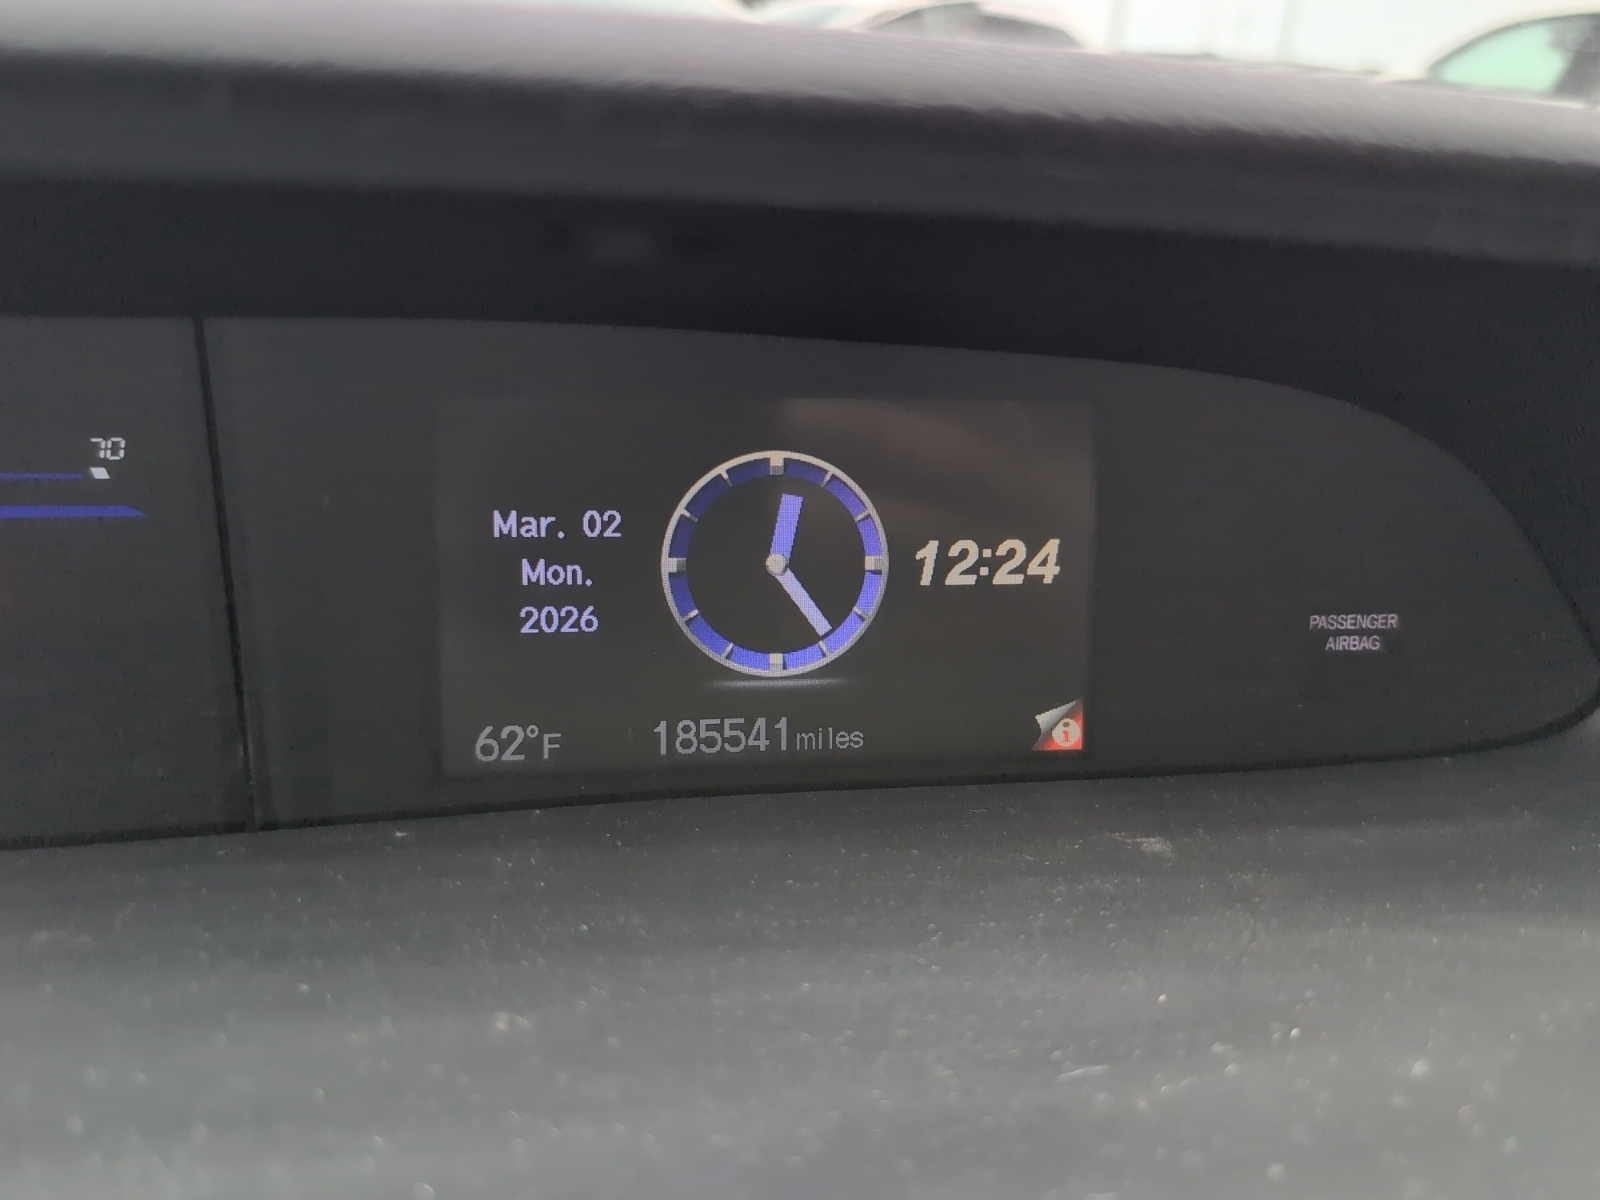 70
Mar. 02
Mon.
2026
12:24
62°F
185541 miles
i
PASSENGER
AIRBAG